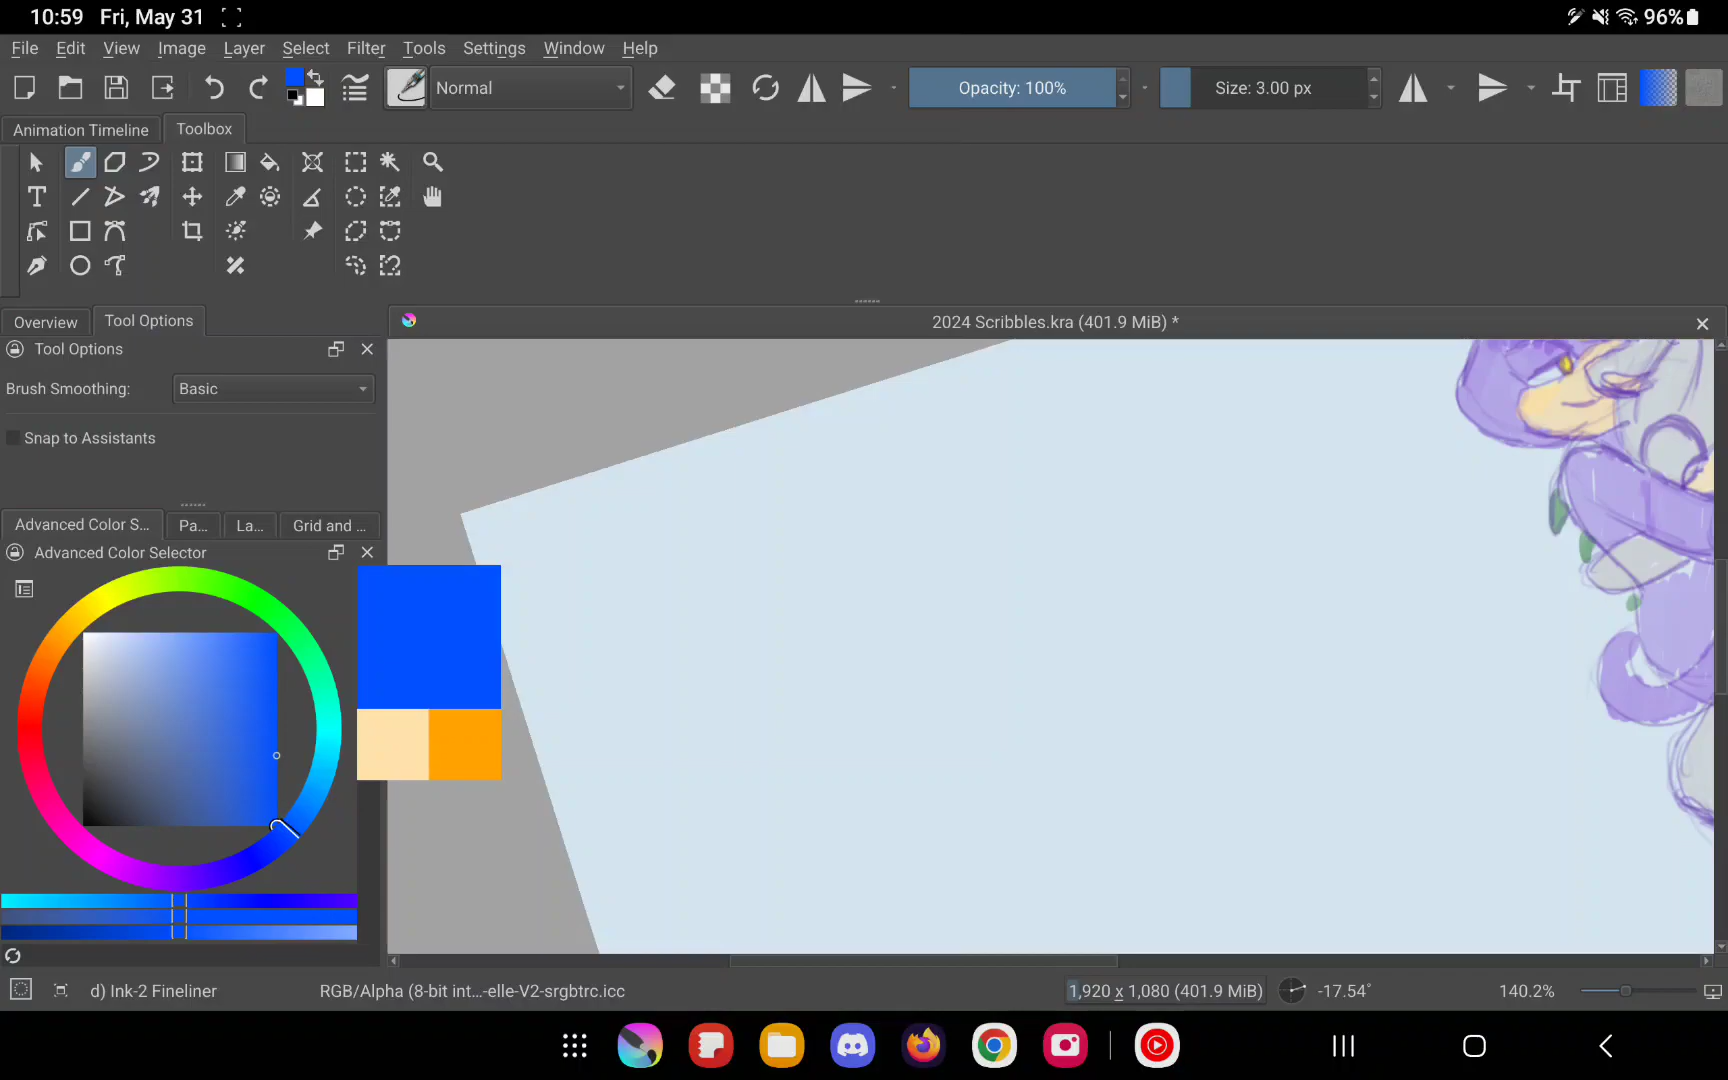 10:59 Fri, May 31 96%
File Edit View Image Layer Select Filter Tools Settings Window Help
Normal Opacity: 100% Size: 3.00 px
Animation Timeline Toolbox
Overview Tool Options
2024 Scribbles.kra (401.9 MiB) *
Tool Options
Brush Smoothing: Basic
Snap to Assistants
Advanced Color S... Pa... La... Grid and ...
Advanced Color Selector
d) Ink-2 Fineliner RGB/Alpha (8-bit int...-elle-V2-srgbtrc.icc 1,920 x 1,080 (401.9 MiB) -17.54° 140.2%